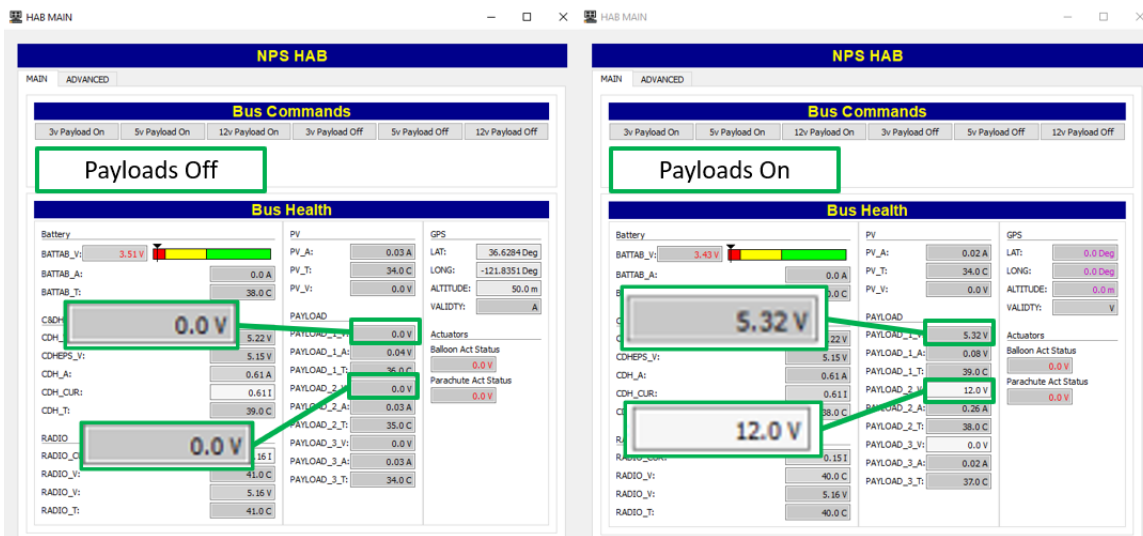 HAB MAIN
NPS HAB
MAIN ADVANCED
Bus Commands
3v Payload On 5v Payload On 12v Payload On 3v Payload Off 5v Payload Off 12v Payload Off
Payloads Off
Bus Health
Battery
BATTAB_V: 3.51 V
BATTAB_A: 0.0 A
BATTAB_T: 38.0 C
C&DH
CDH_ 5.22 V
CDHEPS_V: 5.15 V
CDH_A: 0.61 A
CDH_CUR: 0.61 I
CDH_T: 39.0 C
RADIO
RADIO_C .16 I
RADIO_V: 41.0 C
RADIO_V: 5.16 V
RADIO_T: 41.0 C
0.0 V
0.0 V
PV
PV_A: 0.03 A
PV_T: 34.0 C
PV_V: 0.0 V
PAYLOAD
PAYLOAD_1_V: 0.0 V
PAYLOAD_1_A: 0.04 V
PAYLOAD_1_T: 36.0 C
PAYLOAD_2_V: 0.0 V
PAYLOAD_2_A: 0.03 A
PAYLOAD_2_T: 35.0 C
PAYLOAD_3_V: 0.0 V
PAYLOAD_3_A: 0.03 A
PAYLOAD_3_T: 34.0 C
GPS
LAT: 36.6284 Deg
LONG: -121.8351 Deg
ALTITUDE: 50.0 m
VALIDTY: A
Actuators
Balloon Act Status
0.0 V
Parachute Act Status
0.0 V
HAB MAIN
NPS HAB
MAIN ADVANCED
Bus Commands
3v Payload On 5v Payload On 12v Payload On 3v Payload Off 5v Payload Off 12v Payload Off
Payloads On
Bus Health
Battery
BATTAB_V: 3.43 V
BATTAB_A: 0.0 A
.0 C
.22 V
CDHEPS_V: 5.15 V
CDH_A: 0.61 A
CDH_CUR: 0.61 I
38.0 C
0.15 I
RADIO_V: 40.0 C
RADIO_V: 5.16 V
RADIO_T: 40.0 C
5.32 V
12.0 V
PV
PV_A: 0.02 A
PV_T: 34.0 C
PV_V: 0.0 V
PAYLOAD
PAYLOAD_1_V: 5.32 V
PAYLOAD_1_A: 0.08 V
PAYLOAD_1_T: 39.0 C
PAYLOAD_2_V: 12.0 V
PAYLOAD_2_A: 0.26 A
PAYLOAD_2_T: 38.0 C
PAYLOAD_3_V: 0.0 V
PAYLOAD_3_A: 0.02 A
PAYLOAD_3_T: 37.0 C
GPS
LAT: 0.0 Deg
LONG: 0.0 Deg
ALTITUDE: 0.0 m
VALIDTY: V
Actuators
Balloon Act Status
0.0 V
Parachute Act Status
0.0 V